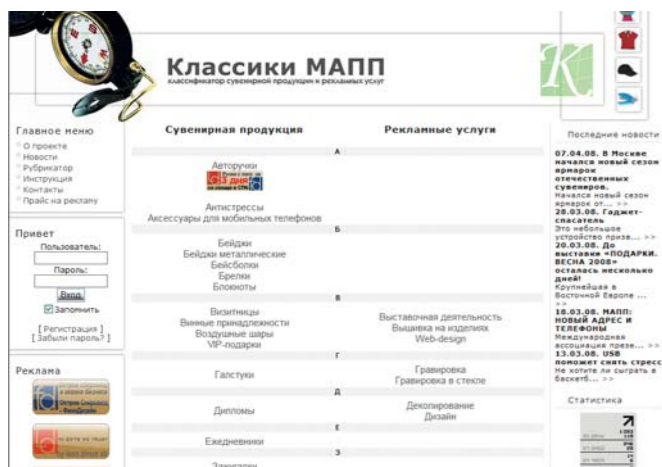 Классики МАПП
классификатор сувенирной продукции и рекламных услуг
Главное меню
О проекте
Новости
Рубрикатор
Инструкция
Контакты
Прайс на рекламу
Привет
Пользователь:
Пароль:
Вход
Запомнить
[ Регистрация ]
[ Забыли пароль? ]
Реклама
Сувенирная продукция
Рекламные услуги
А
Авторучки
3 дня
Антистрессы
Аксессуары для мобильных телефонов
Б
Бейджи
Бейджи металлические
Бейсболки
Брелки
Блокноты
В
Визитницы
Винные принадлежности
Воздушные шары
VIP-подарки
Выставочная деятельность
Вышивка на изделиях
Web-design
Г
Галстуки
Гравировка
Гравировка в стекле
Д
Дипломы
Деколирование
Дизайн
Е
Ежедневники
З
Зажигалки
Последние новости
07.04.08. В Москве
начался новый сезон
ярмарок
отечественных
сувениров.
Начался новый сезон
ярмарок от... >>
28.03.08. Гаджет-
спасатель
Это небольшое
устройство призв... >>
20.03.08. До
выставки «ПОДАРКИ.
ВЕСНА 2008»
осталась несколько
дней!
Крупнейшая в
Восточной Европе ...
>>
18.03.08. МАПП:
НОВЫЙ АДРЕС И
ТЕЛЕФОНЫ
Международная
ассоциация презе... >>
13.03.08. USB
поможет снять стресс
Не хотите ли сыграть в
баскетб... >>
Статистика